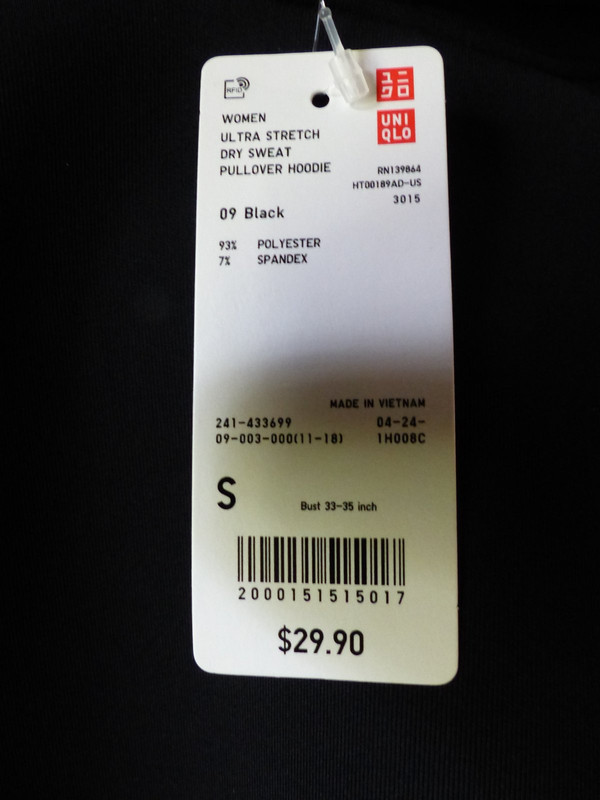 RFID
ユニ
クロ
UNI
QLO
WOMEN
ULTRA STRETCH
DRY SWEAT
PULLOVER HOODIE
RN139864
HT00189AD-US
3015
09 Black
93% POLYESTER
7% SPANDEX
MADE IN VIETNAM
241-433699 04-24-
09-003-000(11-18) 1H008C
S Bust 33-35 inch
2000151515017
$29.90